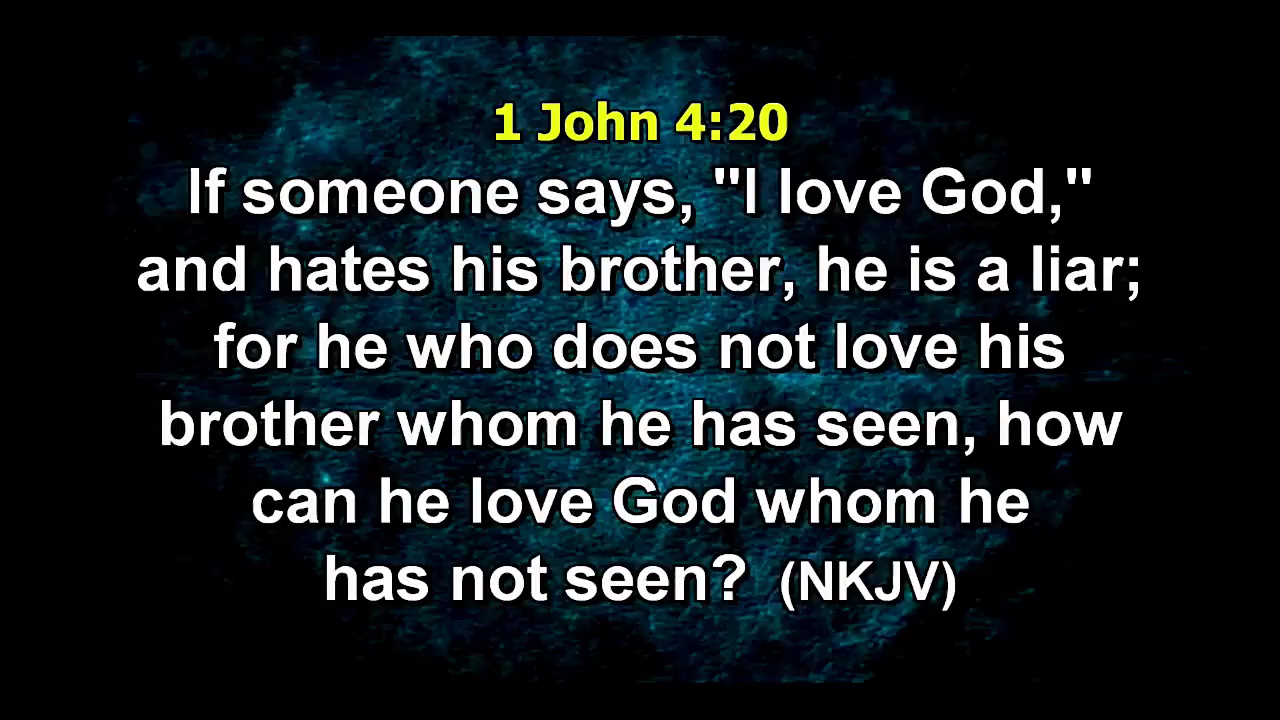 1 John 4:20
If someone says, "I love God,"
and hates his brother, he is a liar;
for he who does not love his
brother whom he has seen, how
can he love God whom he
has not seen? (NKJV)